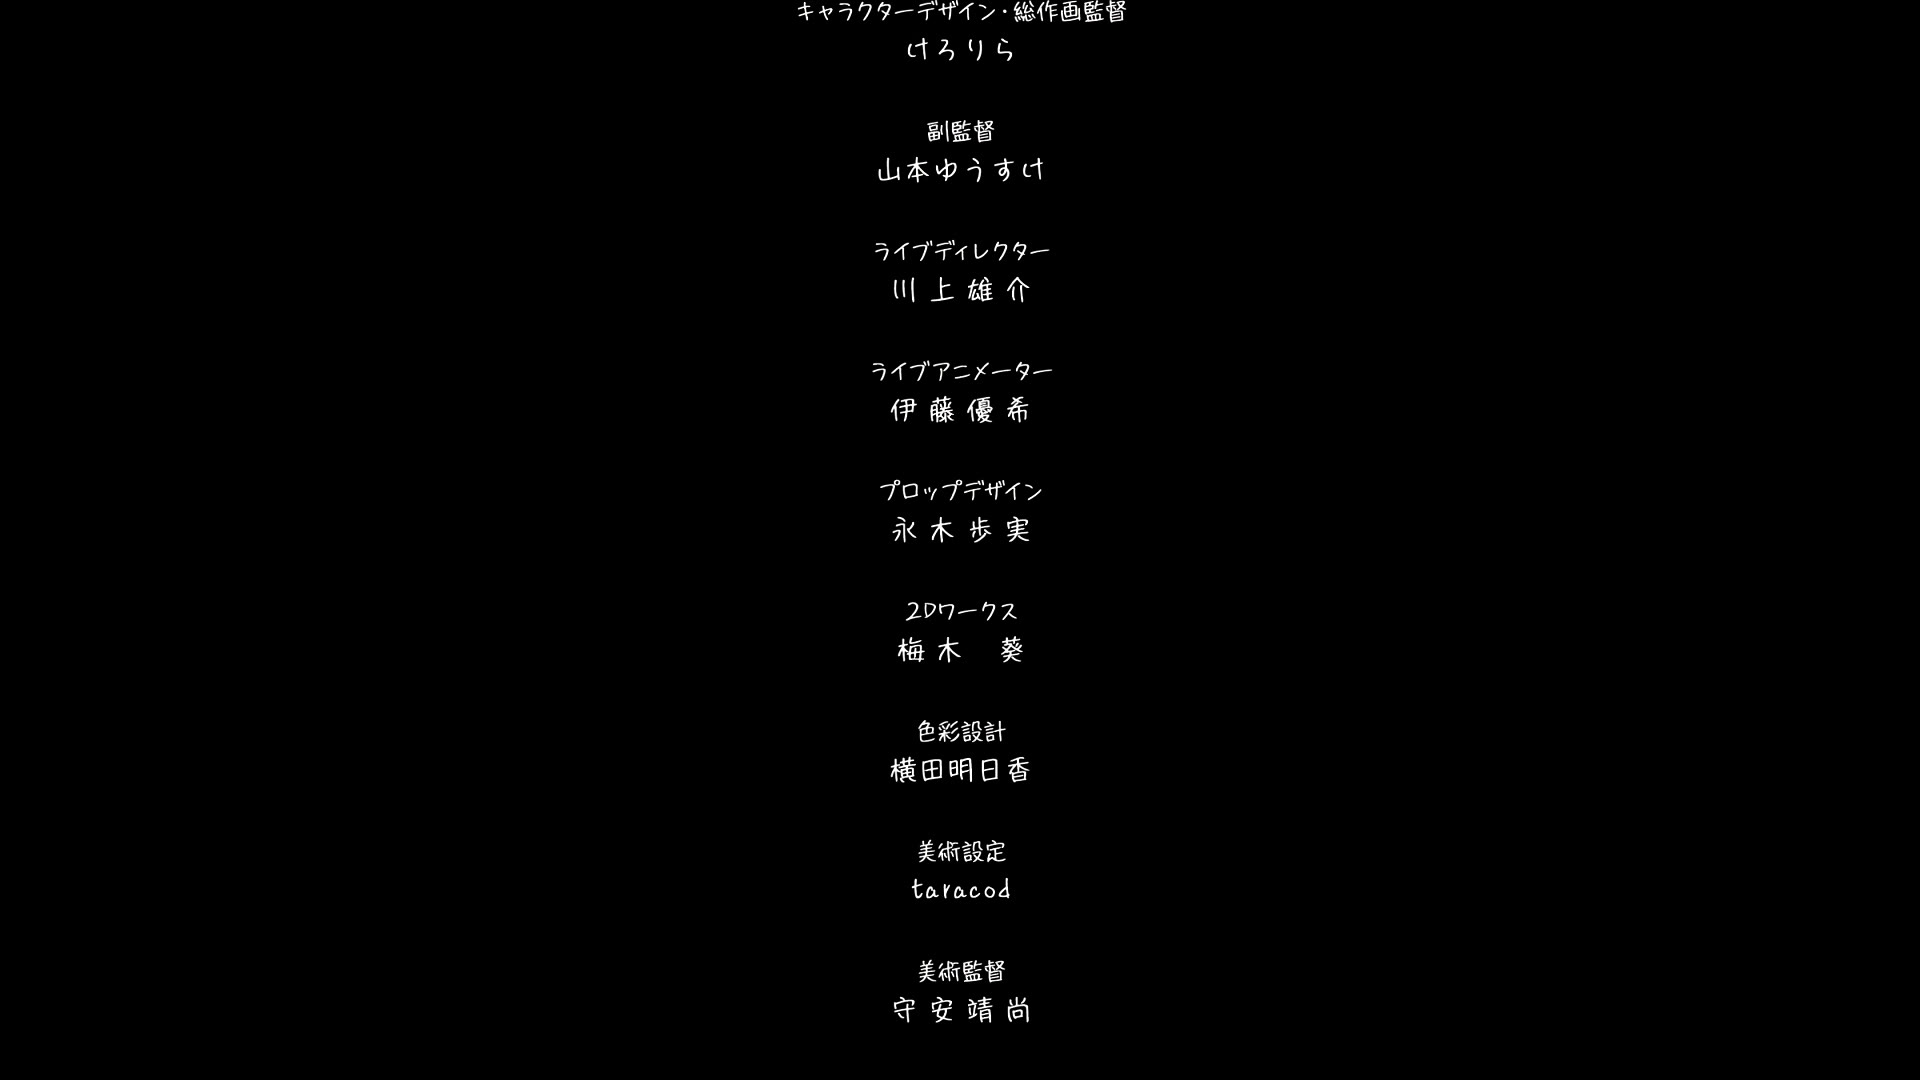 キャラクターデザイン・総作画監督
けろりら
副監督
山本ゆうすけ
ライブディレクター
川上雄介
ライブアニメーター
伊藤優希
プロップデザイン
永木歩実
2Dワークス
梅木　葵
色彩設計
横田明日香
美術設定
taracod
美術監督
守安靖尚